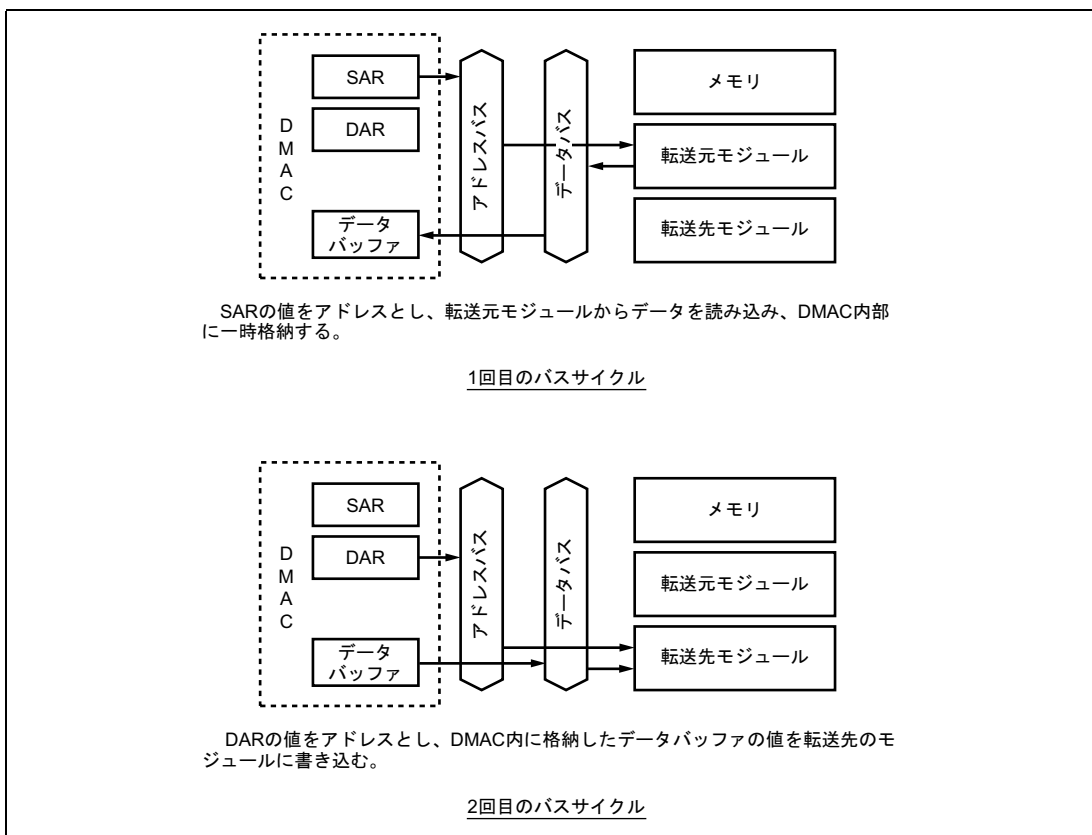 SAR
メモリ
DMAC
DAR
アドレスバス
データバス
転送元モジュール
データ
バッファ
転送先モジュール
SARの値をアドレスとし、転送元モジュールからデータを読み込み、DMAC内部
に一時格納する。
1回目のバスサイクル
SAR
メモリ
DMAC
DAR
アドレスバス
データバス
転送元モジュール
データ
バッファ
転送先モジュール
DARの値をアドレスとし、DMAC内に格納したデータバッファの値を転送先のモ
ジュールに書き込む。
2回目のバスサイクル